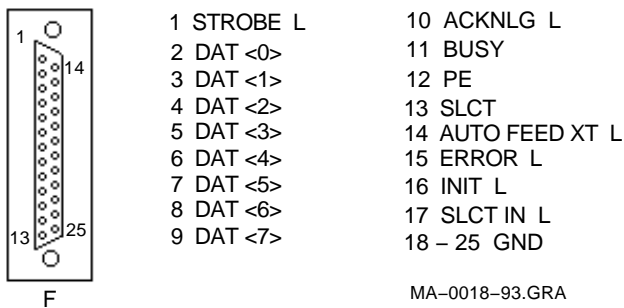 1
14
13
25
F
1 STROBE L
2 DAT <0>
3 DAT <1>
4 DAT <2>
5 DAT <3>
6 DAT <4>
7 DAT <5>
8 DAT <6>
9 DAT <7>
10 ACKNLG L
11 BUSY
12 PE
13 SLCT
14 AUTO FEED XT L
15 ERROR L
16 INIT L
17 SLCT IN L
18 – 25 GND
MA–0018–93.GRA